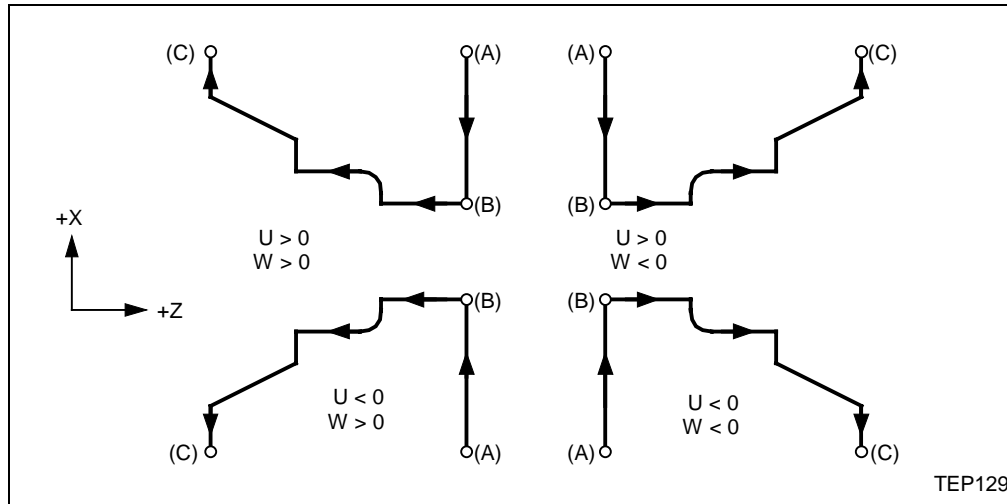 (C) (A) (A) (C)
(B) (B)
+X
U > 0
W > 0
U > 0
W < 0
+Z
(B) (B)
U < 0
W > 0
U < 0
W < 0
(C) (A) (A) (C)
TEP129